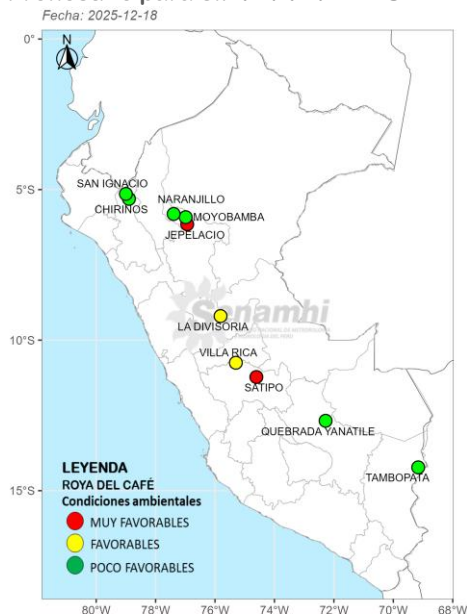 Fecha: 2025-12-18
N
0°
5°S
10°S
15°S
SAN IGNACIO
CHIRINOS
NARANJILLO
MOYOBAMBA
JEPELACIO
Senamhi
LA DIVISORIA
VILLA RICA
SATIPO
QUEBRADA YANATILE
TAMBOPATA
LEYENDA
ROYA DEL CAFÉ
Condiciones ambientales
MUY FAVORABLES
FAVORABLES
POCO FAVORABLES
80°W 78°W 76°W 74°W 72°W 70°W 68°W